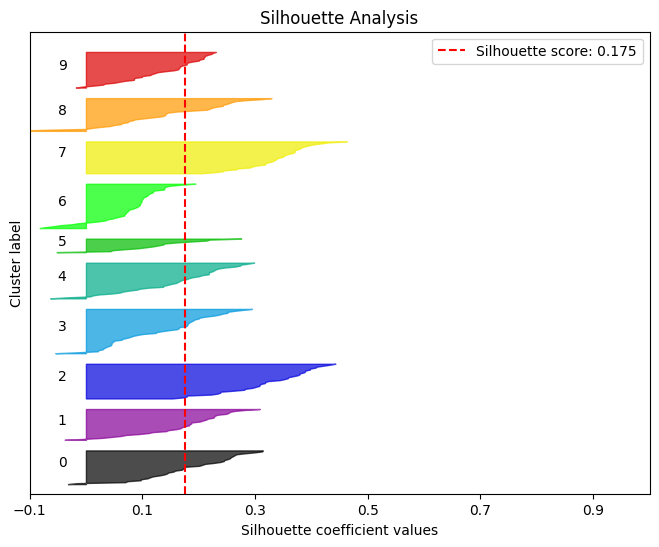 Silhouette Analysis
Silhouette score: 0.175
9
8
7
6
5
4
3
2
1
0
Cluster label
−0.1 0.1 0.3 0.5 0.7 0.9
Silhouette coefficient values